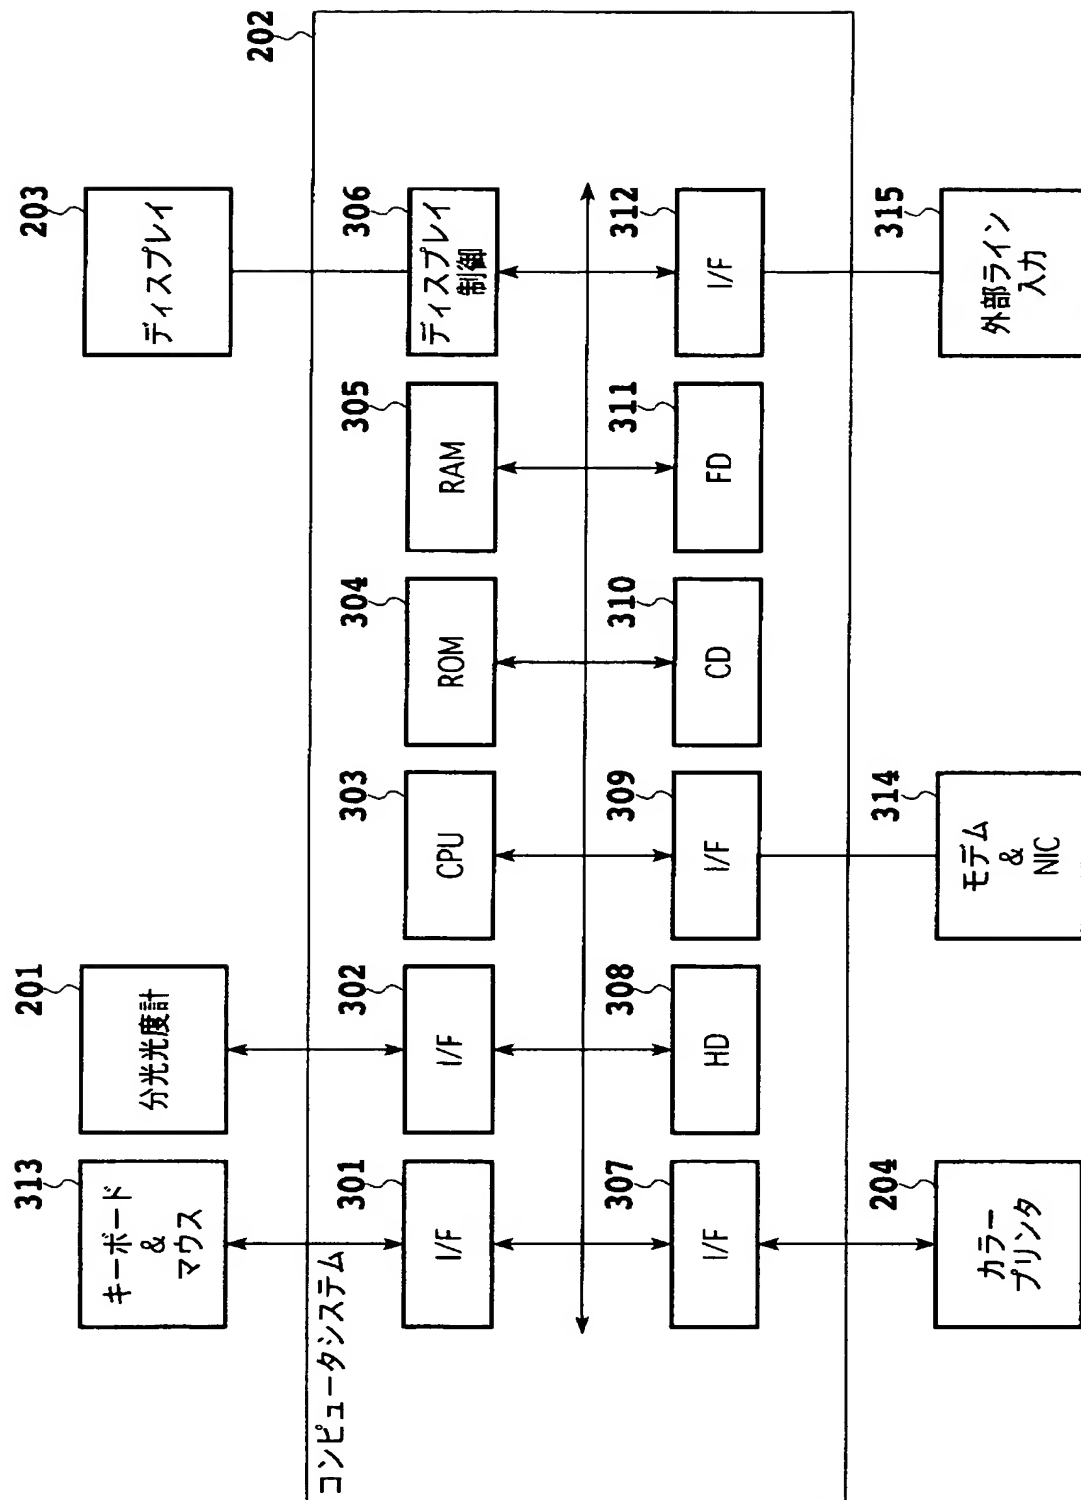 313
キーボード
&
マウス
201
分光光度計
203
ディスプレイ
202
コンピュータシステム
301
I/F
302
I/F
303
CPU
304
ROM
305
RAM
306
ディスプレイ
制御
307
I/F
308
HD
309
I/F
310
CD
311
FD
312
I/F
204
カラー
プリンタ
314
モデム
&
NIC
315
外部ライン
入力